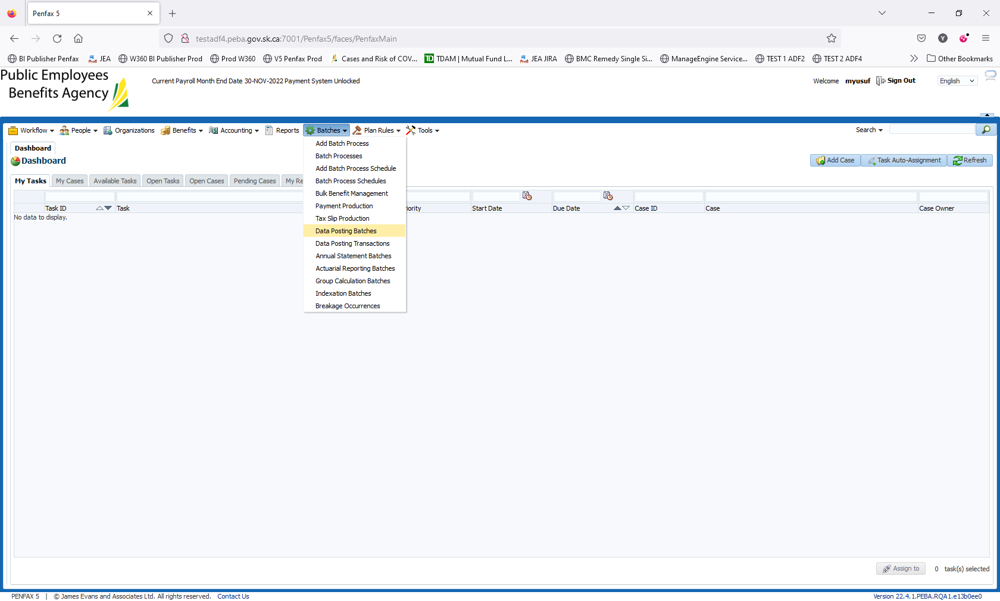 Penfax 5
testadf4.peba.gov.sk.ca:7001/Penfax5/faces/PenfaxMain
BI Publisher Penfax JEA W360 BI Publisher Prod Prod W360 V5 Penfax Prod Cases and Risk of COV... TDAM | Mutual Fund L... JEA JIRA BMC Remedy Single Si... ManageEngine Service... TEST 1 ADF2 TEST 2 ADF4 Other Bookmarks
Public Employees
Benefits Agency
Current Payroll Month End Date 30-NOV-2022 Payment System Unlocked
Welcome myusuf Sign Out English
Workflow People Organizations Benefits Accounting Reports Batches Plan Rules Tools Search
Dashboard
Dashboard
Add Case Task Auto-Assignment Refresh
My Tasks My Cases Available Tasks Open Tasks Open Cases Pending Cases My Re
Task ID Task iority Start Date Due Date Case ID Case Case Owner
No data to display.
Add Batch Process
Batch Processes
Add Batch Process Schedule
Batch Process Schedules
Bulk Benefit Management
Payment Production
Tax Slip Production
Data Posting Batches
Data Posting Transactions
Annual Statement Batches
Actuarial Reporting Batches
Group Calculation Batches
Indexation Batches
Breakage Occurrences
Assign to 0 task(s) selected
PENFAX 5 | © James Evans and Associates Ltd. All rights reserved. Contact Us
Version 22.4.1.PEBA.RQA1.e13b0ee0